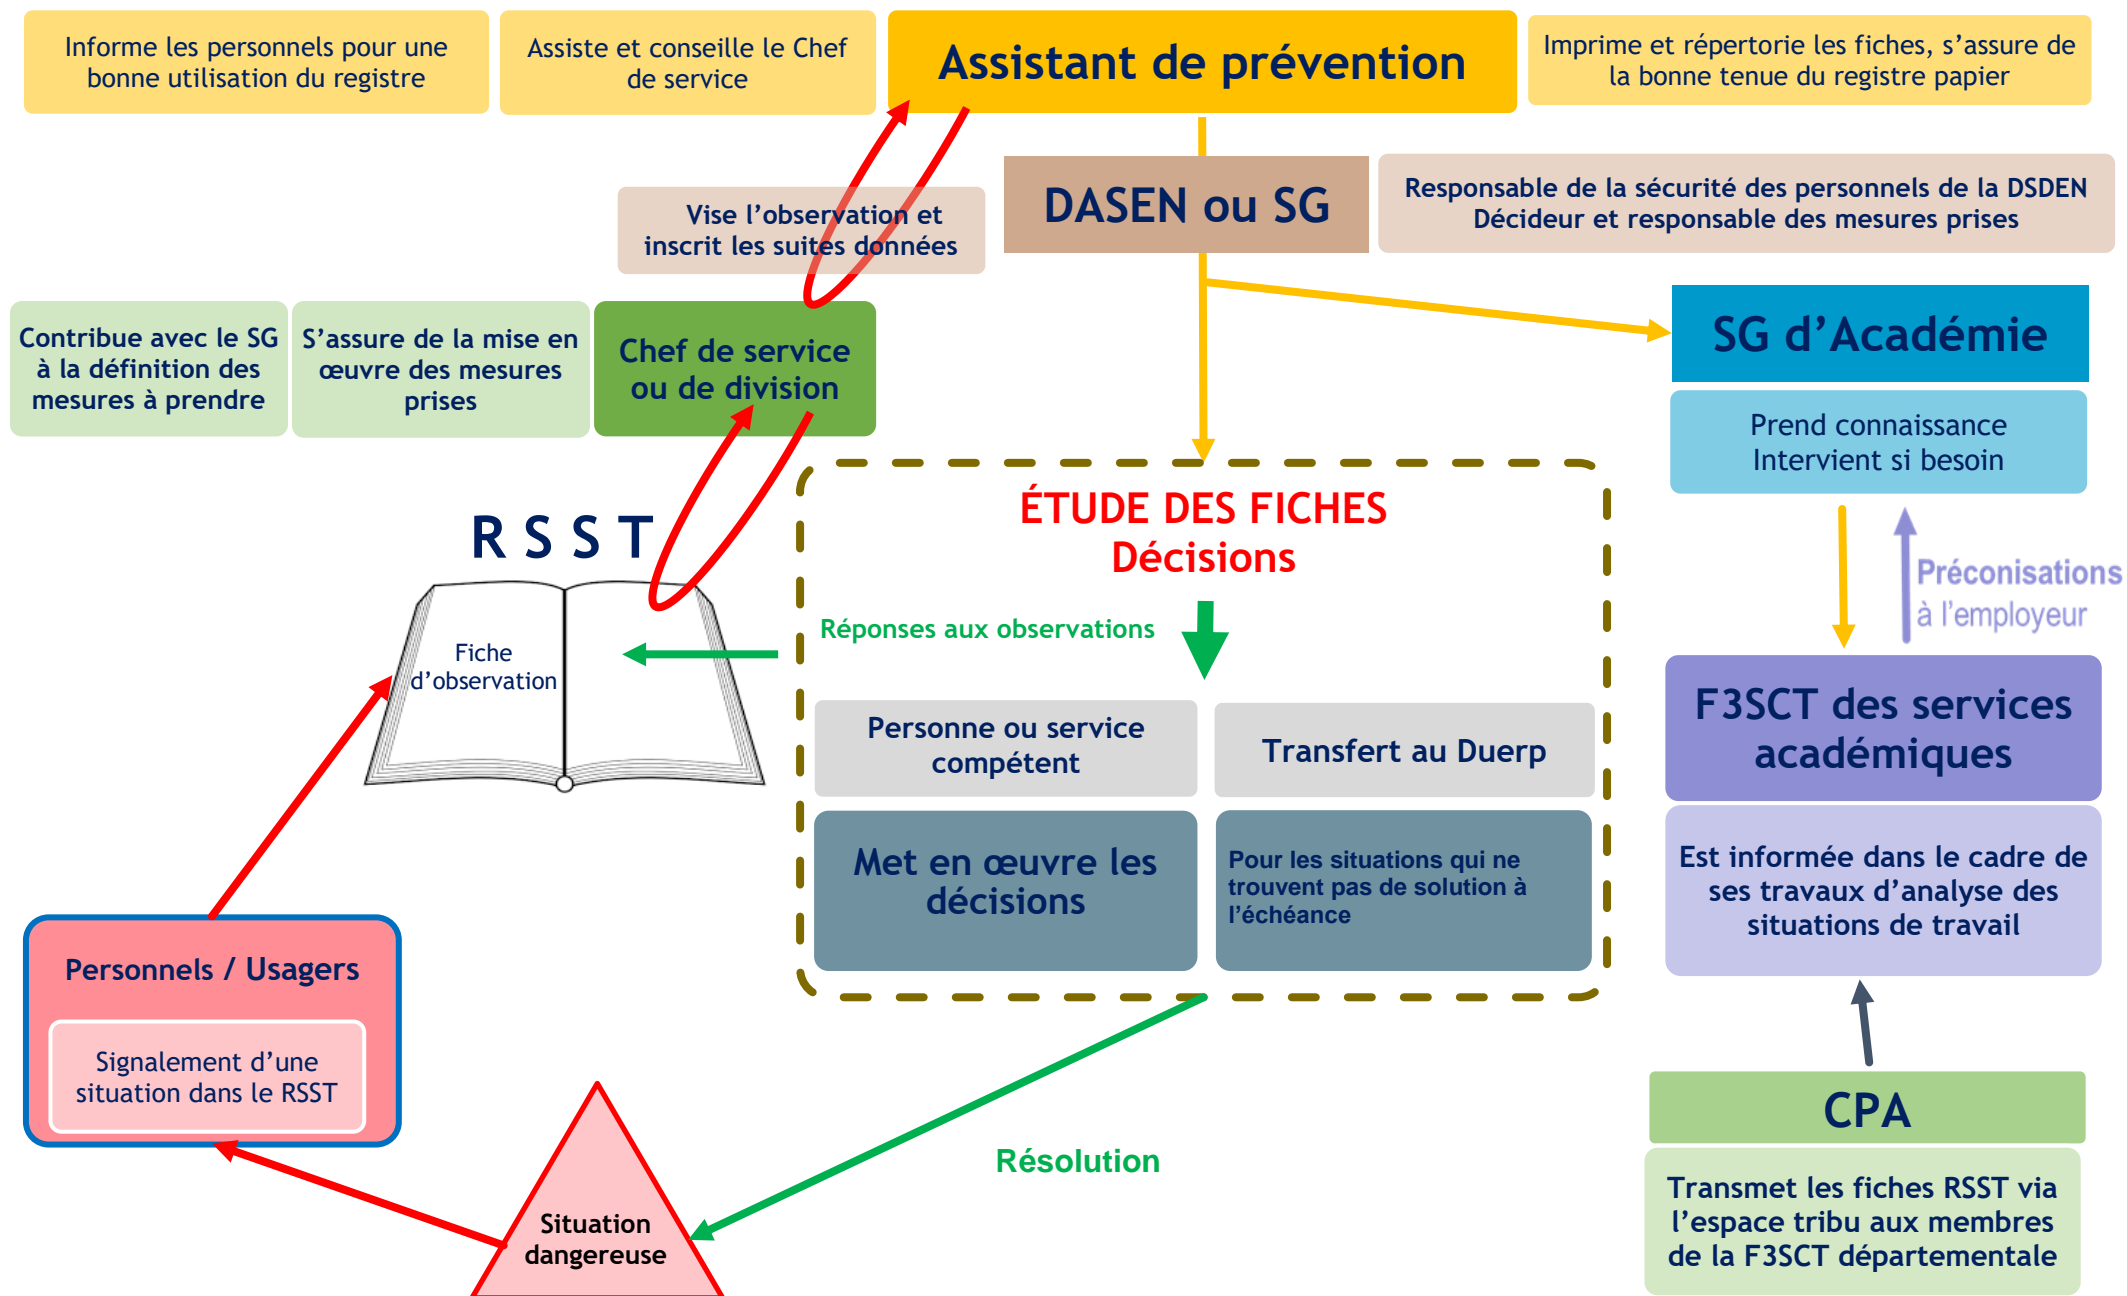 Informe les personnels pour une
bonne utilisation du registre
Assiste et conseille le Chef
de service
Assistant de prévention
Imprime et répertorie les fiches, s’assure de
la bonne tenue du registre papier
Vise l’observation et
inscrit les suites données
DASEN ou SG
Responsable de la sécurité des personnels de la DSDEN
Décideur et responsable des mesures prises
Contribue avec le SG
à la définition des
mesures à prendre
S’assure de la mise en
œuvre des mesures
prises
Chef de service
ou de division
SG d’Académie
Prend connaissance
Intervient si besoin
R S S T
Fiche
d’observation
ÉTUDE DES FICHES
Décisions
Réponses aux observations
Préconisations
à l’employeur
Personne ou service
compétent
Transfert au Duerp
Met en œuvre les
décisions
Pour les situations qui ne
trouvent pas de solution à
l’échéance
F3SCT des services
académiques
Est informée dans le cadre de
ses travaux d’analyse des
situations de travail
Personnels / Usagers
Signalement d’une
situation dans le RSST
Situation
dangereuse
Résolution
CPA
Transmet les fiches RSST via
l’espace tribu aux membres
de la F3SCT départementale